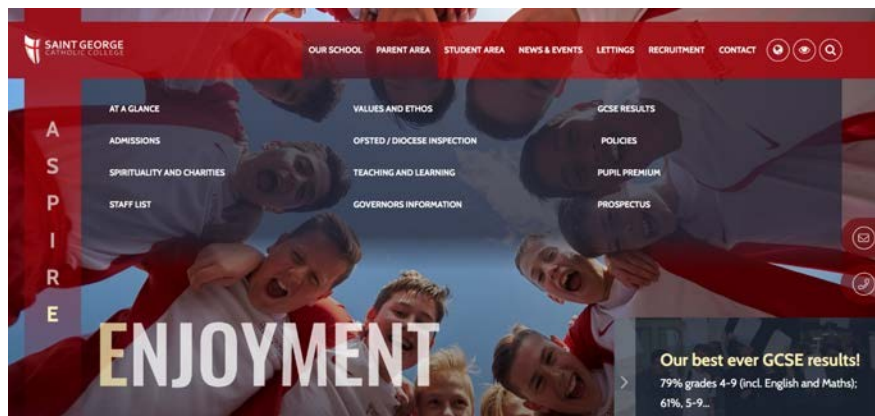 SAINT GEORGE
CATHOLIC COLLEGE
OUR SCHOOL PARENT AREA STUDENT AREA NEWS & EVENTS LETTINGS RECRUITMENT CONTACT
AT A GLANCE VALUES AND ETHOS GCSE RESULTS
ADMISSIONS OFSTED / DIOCESE INSPECTION POLICIES
SPIRITUALITY AND CHARITIES TEACHING AND LEARNING PUPIL PREMIUM
STAFF LIST GOVERNORS INFORMATION PROSPECTUS
A
S
P
I
R
E
ENJOYMENT
Our best ever GCSE results!
79% grades 4-9 (incl. English and Maths);
61%, 5-9...